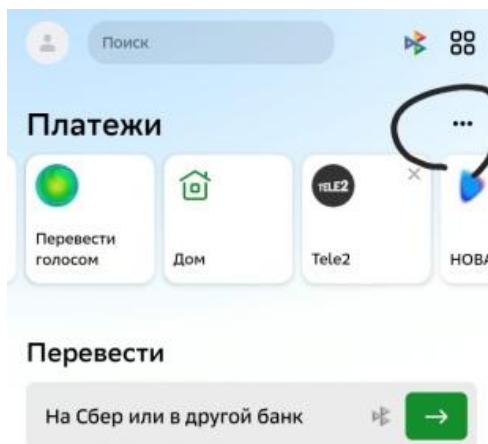 Поиск
Платежи
Перевести
голосом
Дом
TELE2
Tele2
НОВА
Перевести
На Сбер или в другой банк